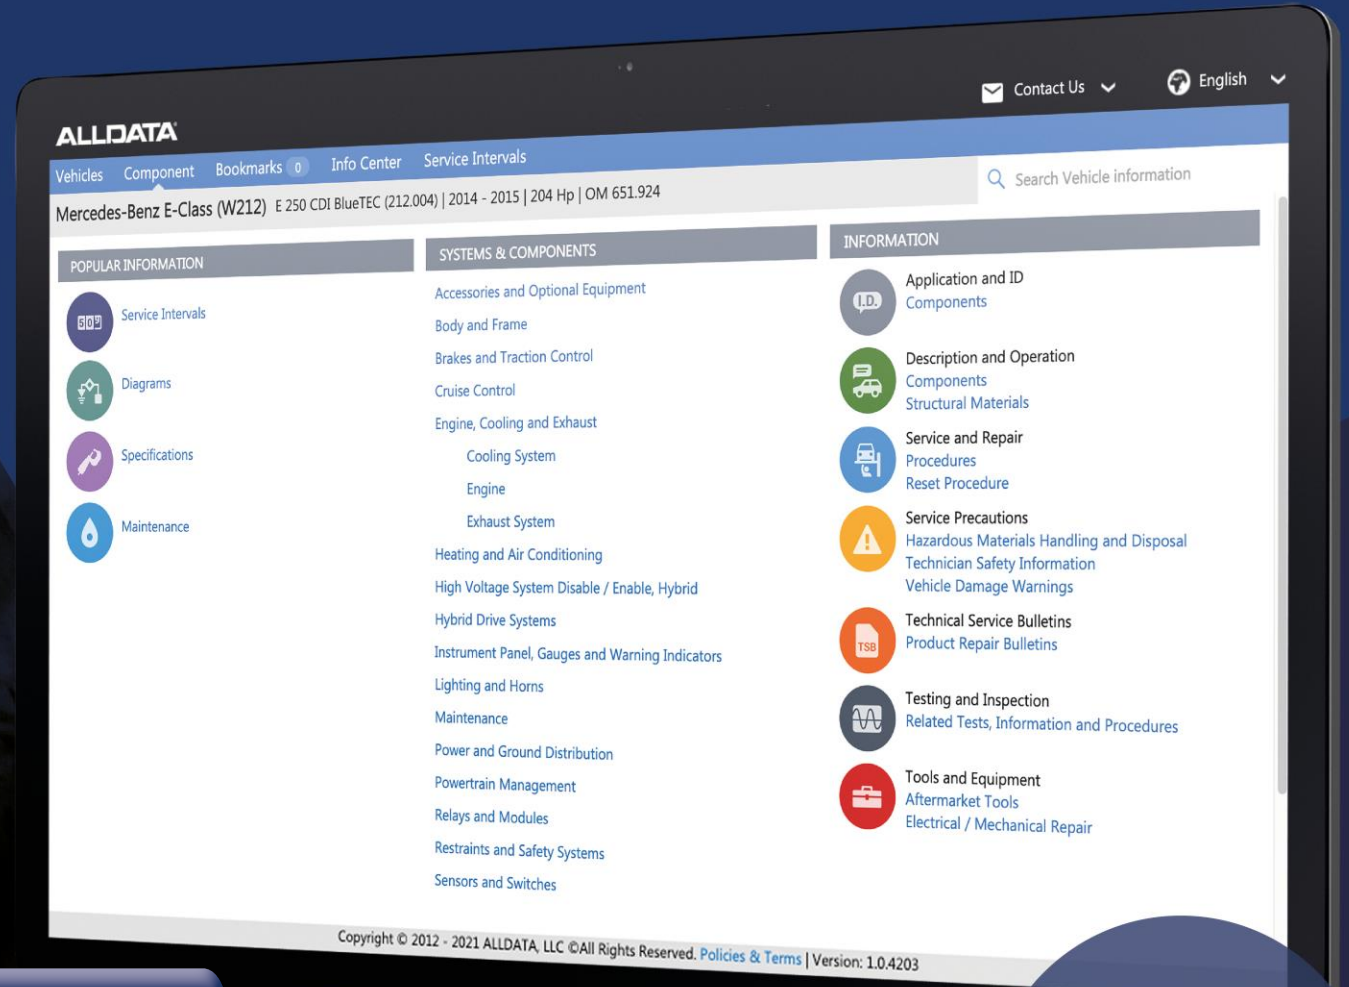 ALLDATA
Contact Us
English
Vehicles Component Bookmarks 0 Info Center Service Intervals
Mercedes-Benz E-Class (W212) E 250 CDI BlueTEC (212.004) | 2014 - 2015 | 204 Hp | OM 651.924
Search Vehicle information
POPULAR INFORMATION
Service Intervals
Diagrams
Specifications
Maintenance
SYSTEMS & COMPONENTS
Accessories and Optional Equipment
Body and Frame
Brakes and Traction Control
Cruise Control
Engine, Cooling and Exhaust
Cooling System
Engine
Exhaust System
Heating and Air Conditioning
High Voltage System Disable / Enable, Hybrid
Hybrid Drive Systems
Instrument Panel, Gauges and Warning Indicators
Lighting and Horns
Maintenance
Power and Ground Distribution
Powertrain Management
Relays and Modules
Restraints and Safety Systems
Sensors and Switches
INFORMATION
I.D.
Application and ID
Components
Description and Operation
Components
Structural Materials
Service and Repair
Procedures
Reset Procedure
Service Precautions
Hazardous Materials Handling and Disposal
Technician Safety Information
Vehicle Damage Warnings
TSB
Technical Service Bulletins
Product Repair Bulletins
Testing and Inspection
Related Tests, Information and Procedures
Tools and Equipment
Aftermarket Tools
Electrical / Mechanical Repair
Copyright © 2012 - 2021 ALLDATA, LLC ©All Rights Reserved. Policies & Terms | Version: 1.0.4203